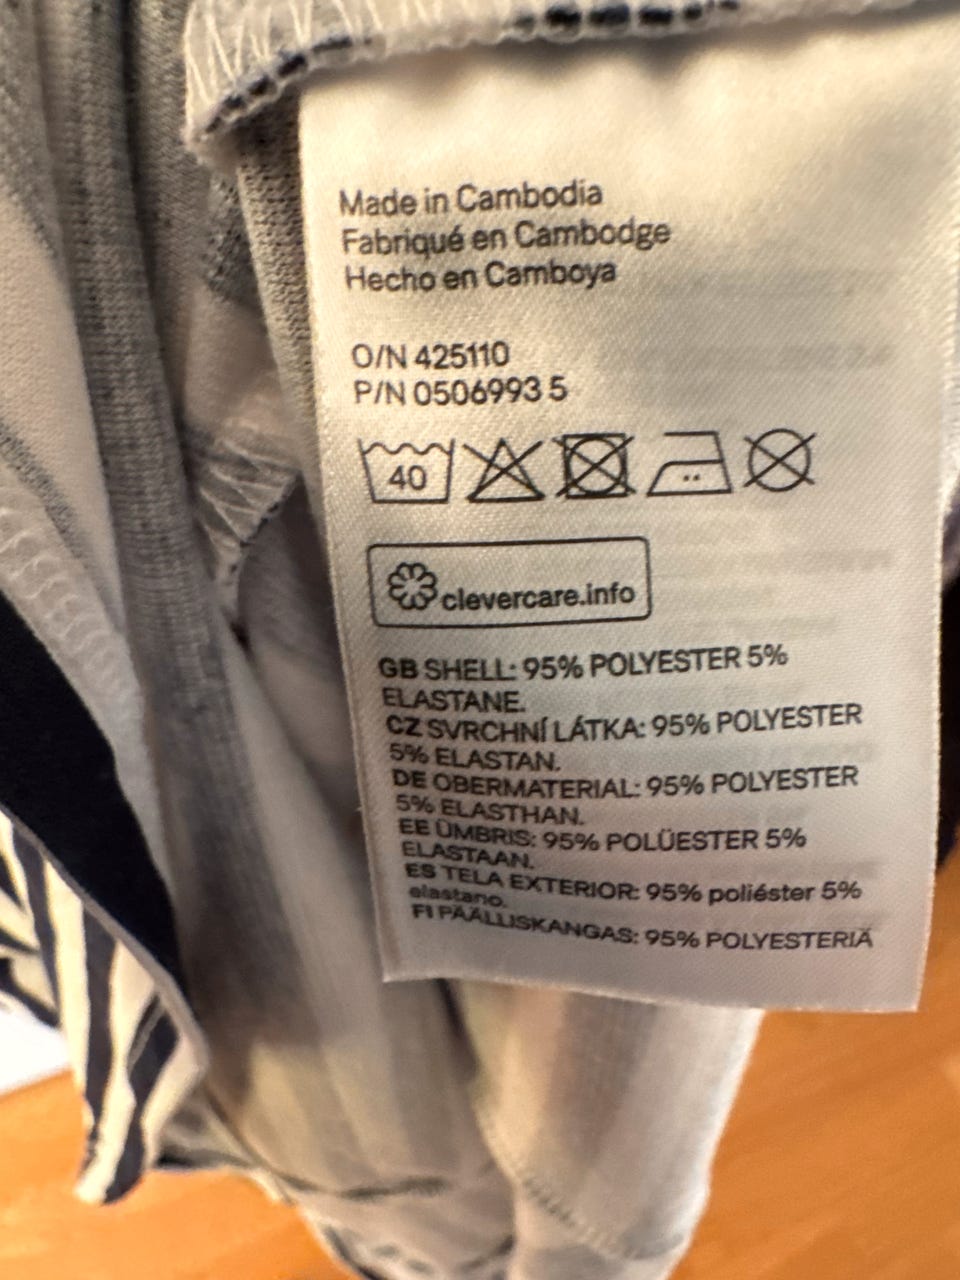 Made in Cambodia
Fabriqué en Cambodge
Hecho en Camboya
O/N 425110
P/N 0506993 5
40
clevercare.info
GB SHELL: 95% POLYESTER 5%
ELASTANE.
CZ SVRCHNÍ LÁTKA: 95% POLYESTER
5% ELASTAN.
DE OBERMATERIAL: 95% POLYESTER
5% ELASTHAN.
EE ÜMBRIS: 95% POLÜESTER 5%
ELASTAAN.
ES TELA EXTERIOR: 95% poliéster 5%
elastano.
FI PÄÄLLISKANGAS: 95% POLYESTERIÄ